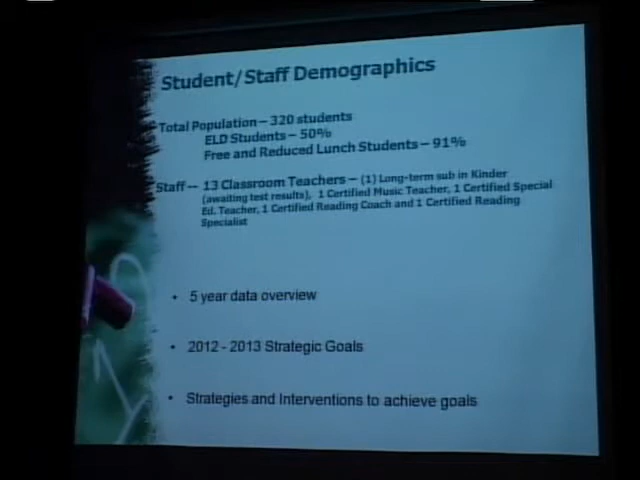 Student/Staff Demographics
Total Population – 320 students
ELD Students – 50%
Free and Reduced Lunch Students – 91%
Staff – 13 Classroom Teachers – (1) Long-term sub in Kinder
(awaiting test results), 1 Certified Music Teacher, 1 Certified Special
Ed. Teacher, 1 Certified Reading Coach and 1 Certified Reading
Specialist
• 5 year data overview
• 2012 - 2013 Strategic Goals
• Strategies and Interventions to achieve goals